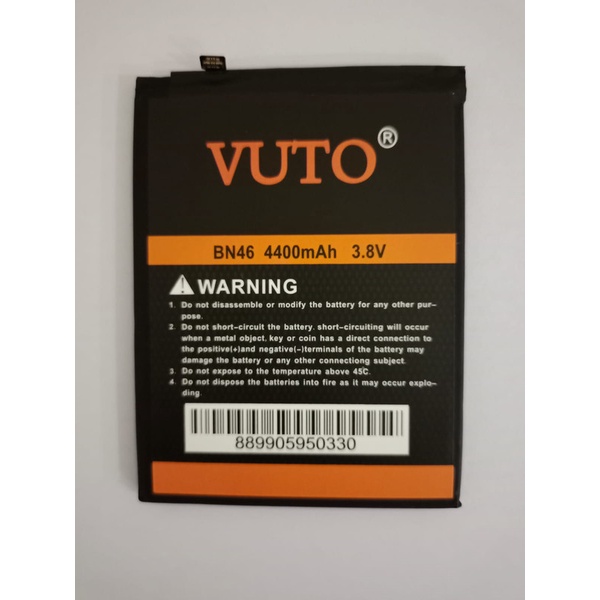 VUTO®
BN46 4400mAh 3.8V
WARNING
1. Do not disassemble or modify the battery for any other pur-
pose.
2. Do not short-circuit the battery. short-circuiting will occur
when a metal object. key or coin has a direct connection to
the positive(+)and negative(-)terminals of the battery may
damage the battery or any other connectiong subject.
3. Do not expose to the temperature above 45℃.
4. Do not dispose the batteries into fire as it may occur explo-
ding.
889905950330